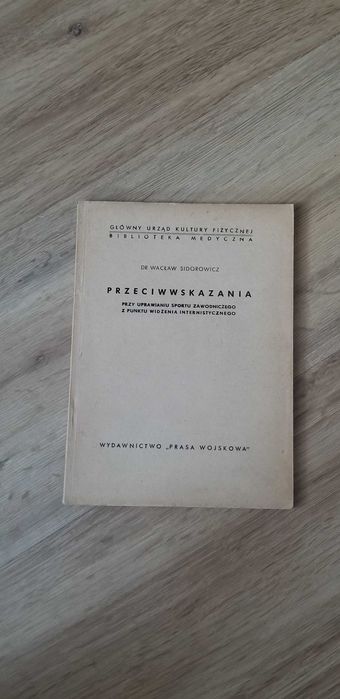 GŁÓWNY URZĄD KULTURY FIZYCZNEJ
BIBLIOTEKA MEDYCZNA
DR WACŁAW SIDOROWICZ
PRZECIWWSKAZANIA
PRZY UPRAWIANIU SPORTU ZAWODNICZEGO
Z PUNKTU WIDZENIA INTERNISTYCZNEGO
WYDAWNICTWO „PRASA WOJSKOWA"